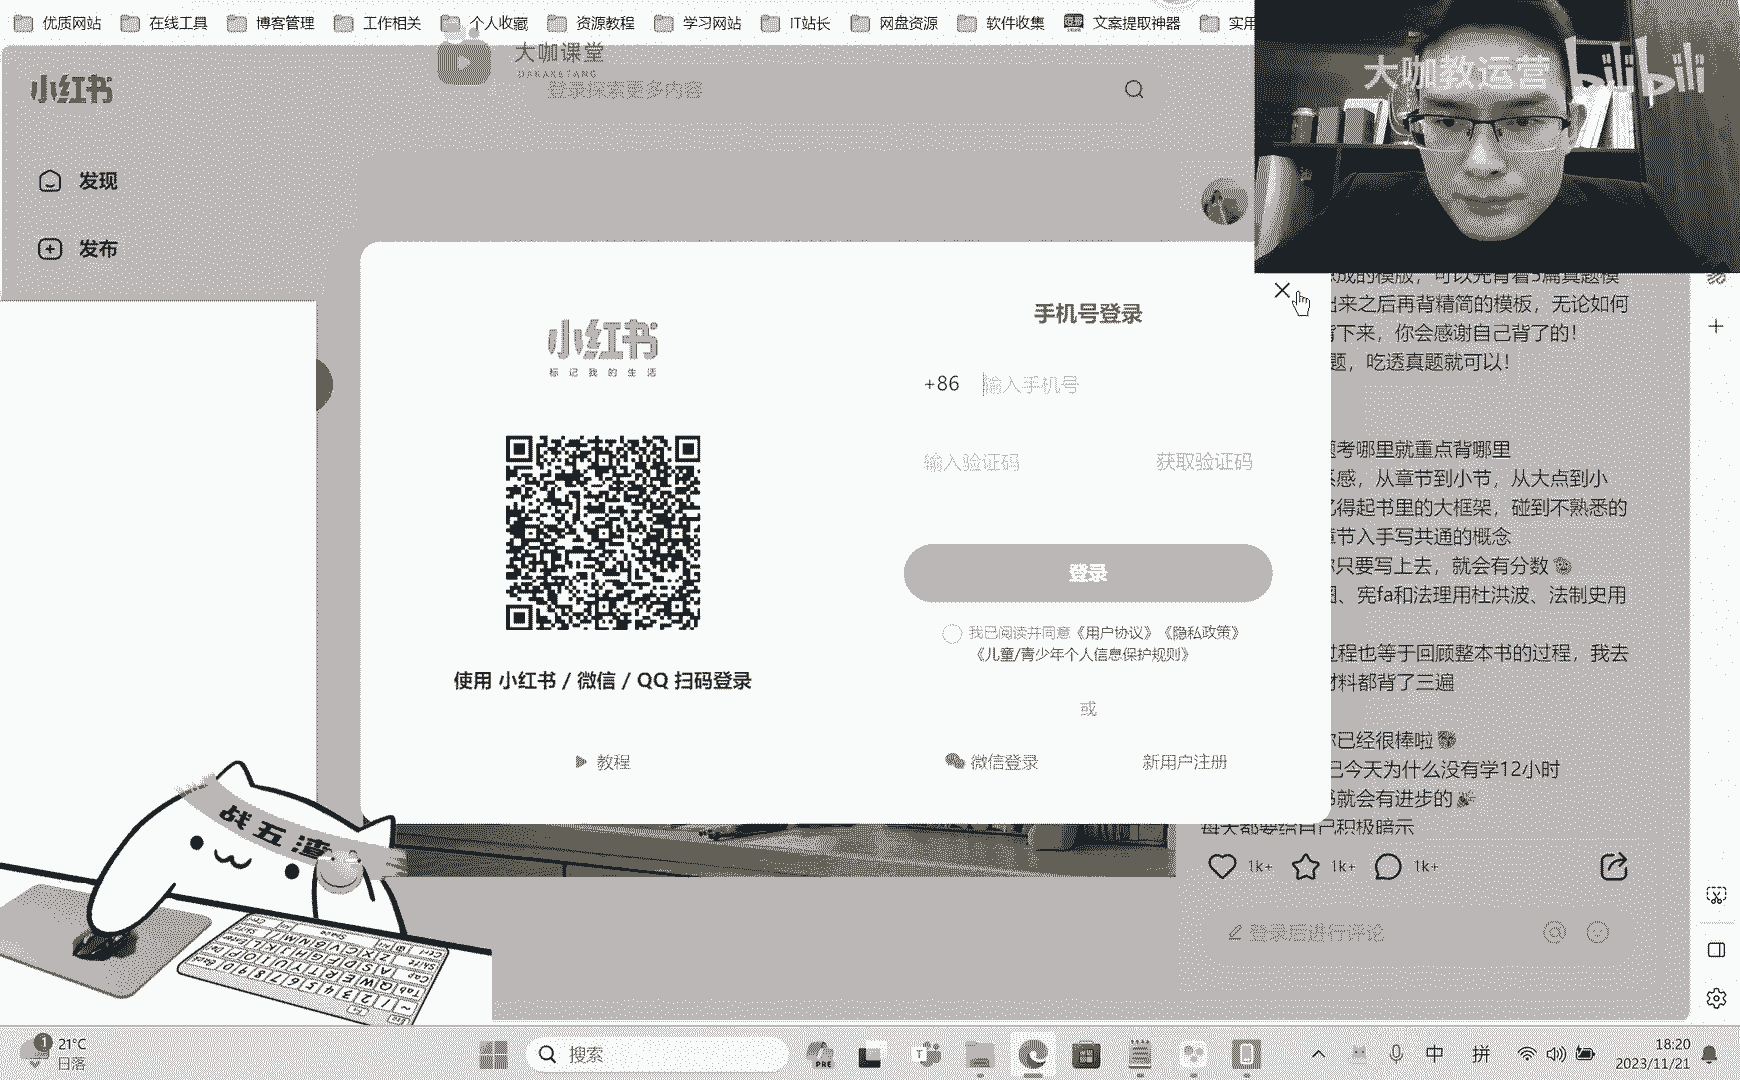 优质网站 在线工具 博客管理 工作相关 个人收藏 资源教程 学习网站 IT站长 网盘资源 软件收集 文案提取神器 实用
大咖课堂
DAKAKETANG
小红书
登录探索更多内容
大咖教运营 bilibili
发现
发布
成的模版，可以先背着5篇真题模
出来之后再背精简的模板，无论如何
背下来，你会感谢自己背了的！
题，吃透真题就可以！
手机号登录
小红书
标记我的生活
+86 输入手机号
输入验证码 获取验证码
登录
我已阅读并同意《用户协议》《隐私政策》
《儿童/青少年个人信息保护规则》
使用 小红书 / 微信 / QQ 扫码登录
或
教程
微信登录 新用户注册
考哪里就重点背哪里
系感，从章节到小节，从大点到小
记得起书里的大框架，碰到不熟悉的
章节入手写共通的概念
你只要写上去，就会有分数
、宪fa和法理用杜洪波、法制史用
过程也等于回顾整本书的过程，我去
材料都背了三遍
你已经很棒啦
己今天为什么没有学12小时
书就会有进步的
每天都要给自己积极暗示
1k+ 1k+ 1k+
登录后进行评论
战五渣
1
21°C
日落
搜索
PRE
中 拼
18:20
2023/11/21